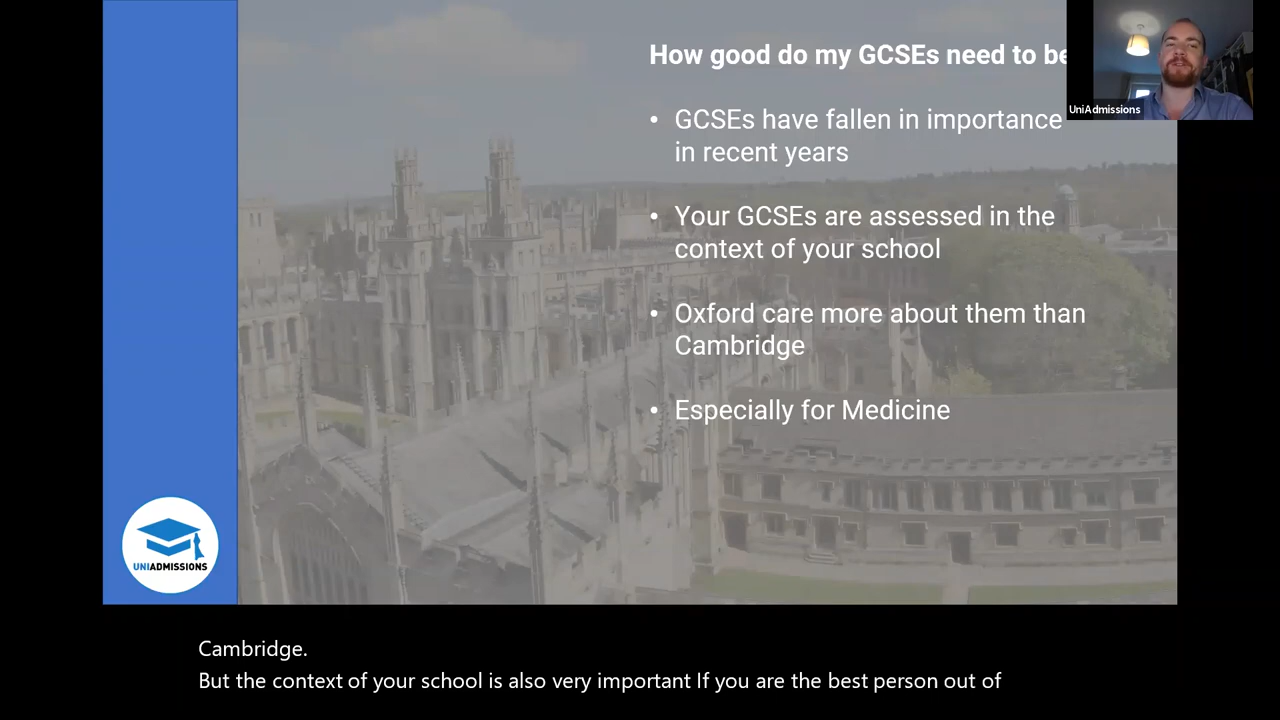 How good do my GCSEs need to be
• GCSEs have fallen in importance
in recent years
• Your GCSEs are assessed in the
context of your school
• Oxford care more about them than
Cambridge
• Especially for Medicine
UniAdmissions
UNIADMISSIONS
Cambridge.
But the context of your school is also very important If you are the best person out of